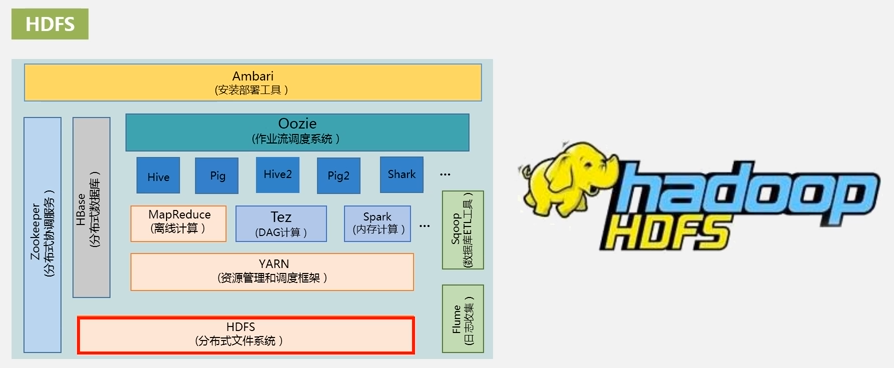 HDFS
Ambari
(安装部署工具)
Oozie
(作业流调度系统)
Zookeeper
(分布式协调服务)
HBase
(分布式数据库)
Hive
Pig
Hive2
Pig2
Shark
...
MapReduce
(离线计算)
Tez
(DAG计算)
Spark
(内存计算)
...
Sqoop
(数据库ETL工具)
YARN
(资源管理和调度框架)
Flume
(日志收集)
HDFS
(分布式文件系统)
hadoop
HDFS